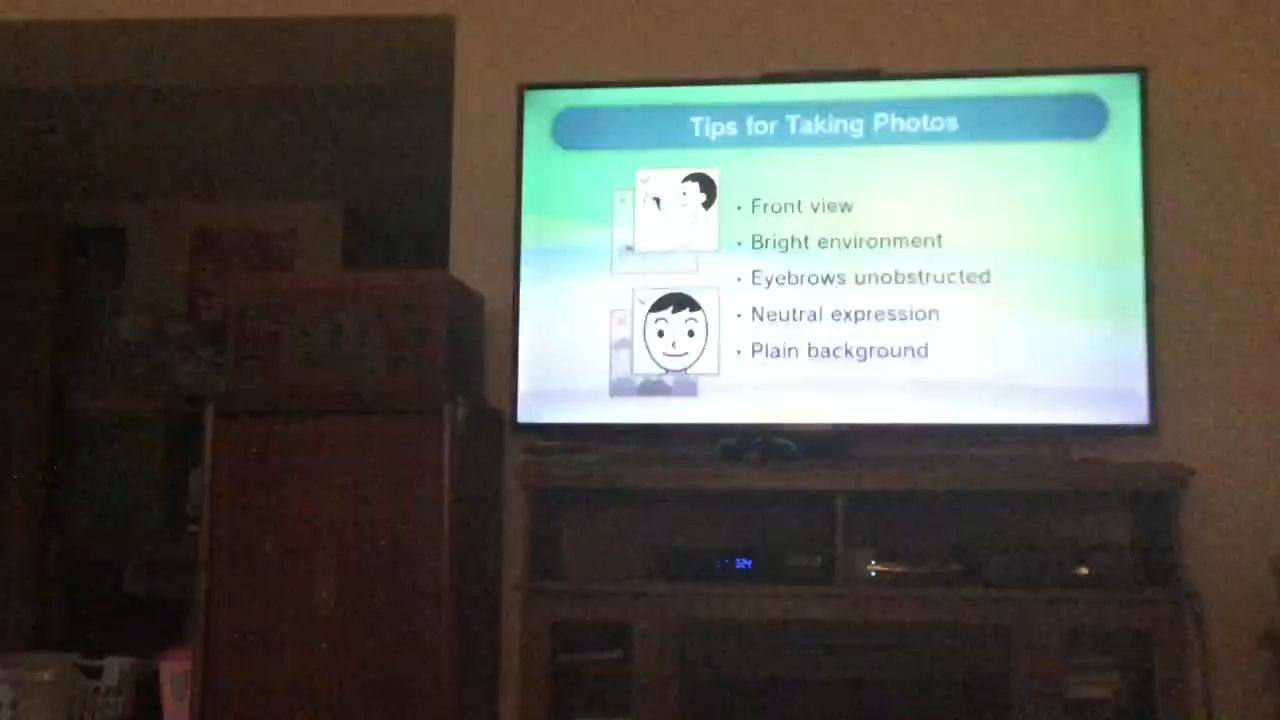 Tips for Taking Photos
· Front view
· Bright environment
· Eyebrows unobstructed
· Neutral expression
· Plain background